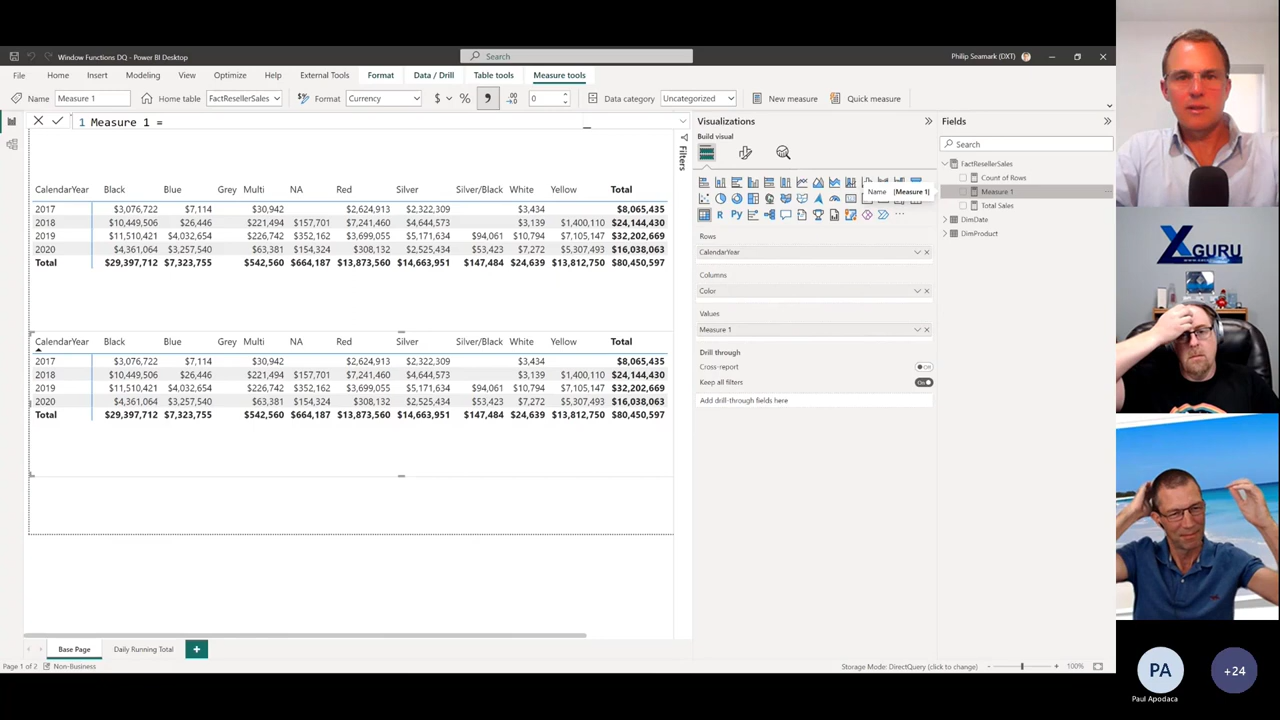 Window Functions DQ - Power BI Desktop
Search
Philip Seamark (DXT)
File Home Insert Modeling View Optimize Help External Tools Format Data / Drill Table tools Measure tools
Name Measure 1 Home table FactResellerSales Format Currency $ % 9 .00 0 Data category Uncategorized New measure Quick measure
1 Measure 1 =
CalendarYear Black Blue Grey Multi NA Red Silver Silver/Black White Yellow Total
2017 $3,076,722 $7,114 $30,942 $2,624,913 $2,322,309 $3,434 $8,065,435
2018 $10,449,506 $26,446 $221,494 $157,701 $7,241,460 $4,644,573 $3,139 $1,400,110 $24,144,430
2019 $11,510,421 $4,032,654 $226,742 $352,162 $3,699,055 $5,171,634 $94,061 $10,794 $7,105,147 $32,202,669
2020 $4,361,064 $3,257,540 $63,381 $154,324 $308,132 $2,525,434 $53,423 $7,272 $5,307,493 $16,038,063
Total $29,397,712 $7,323,755 $542,560 $664,187 $13,873,560 $14,663,951 $147,484 $24,639 $13,812,750 $80,450,597
CalendarYear Black Blue Grey Multi NA Red Silver Silver/Black White Yellow Total
2017 $3,076,722 $7,114 $30,942 $2,624,913 $2,322,309 $3,434 $8,065,435
2018 $10,449,506 $26,446 $221,494 $157,701 $7,241,460 $4,644,573 $3,139 $1,400,110 $24,144,430
2019 $11,510,421 $4,032,654 $226,742 $352,162 $3,699,055 $5,171,634 $94,061 $10,794 $7,105,147 $32,202,669
2020 $4,361,064 $3,257,540 $63,381 $154,324 $308,132 $2,525,434 $53,423 $7,272 $5,307,493 $16,038,063
Total $29,397,712 $7,323,755 $542,560 $664,187 $13,873,560 $14,663,951 $147,484 $24,639 $13,812,750 $80,450,597
Filters
Visualizations
Build visual
Name [Measure 1]
R Py
Rows
CalendarYear
Columns
Color
Values
Measure 1
Drill through
Cross-report Off
Keep all filters On
Add drill-through fields here
Fields
Search
FactResellerSales
Count of Rows
Measure 1
Total Sales
DimDate
DimProduct
Base Page Daily Running Total
Page 1 of 2 Non-Business Storage Mode: DirectQuery (click to change) 100%
XGURU
PA
Paul Apodaca
+24